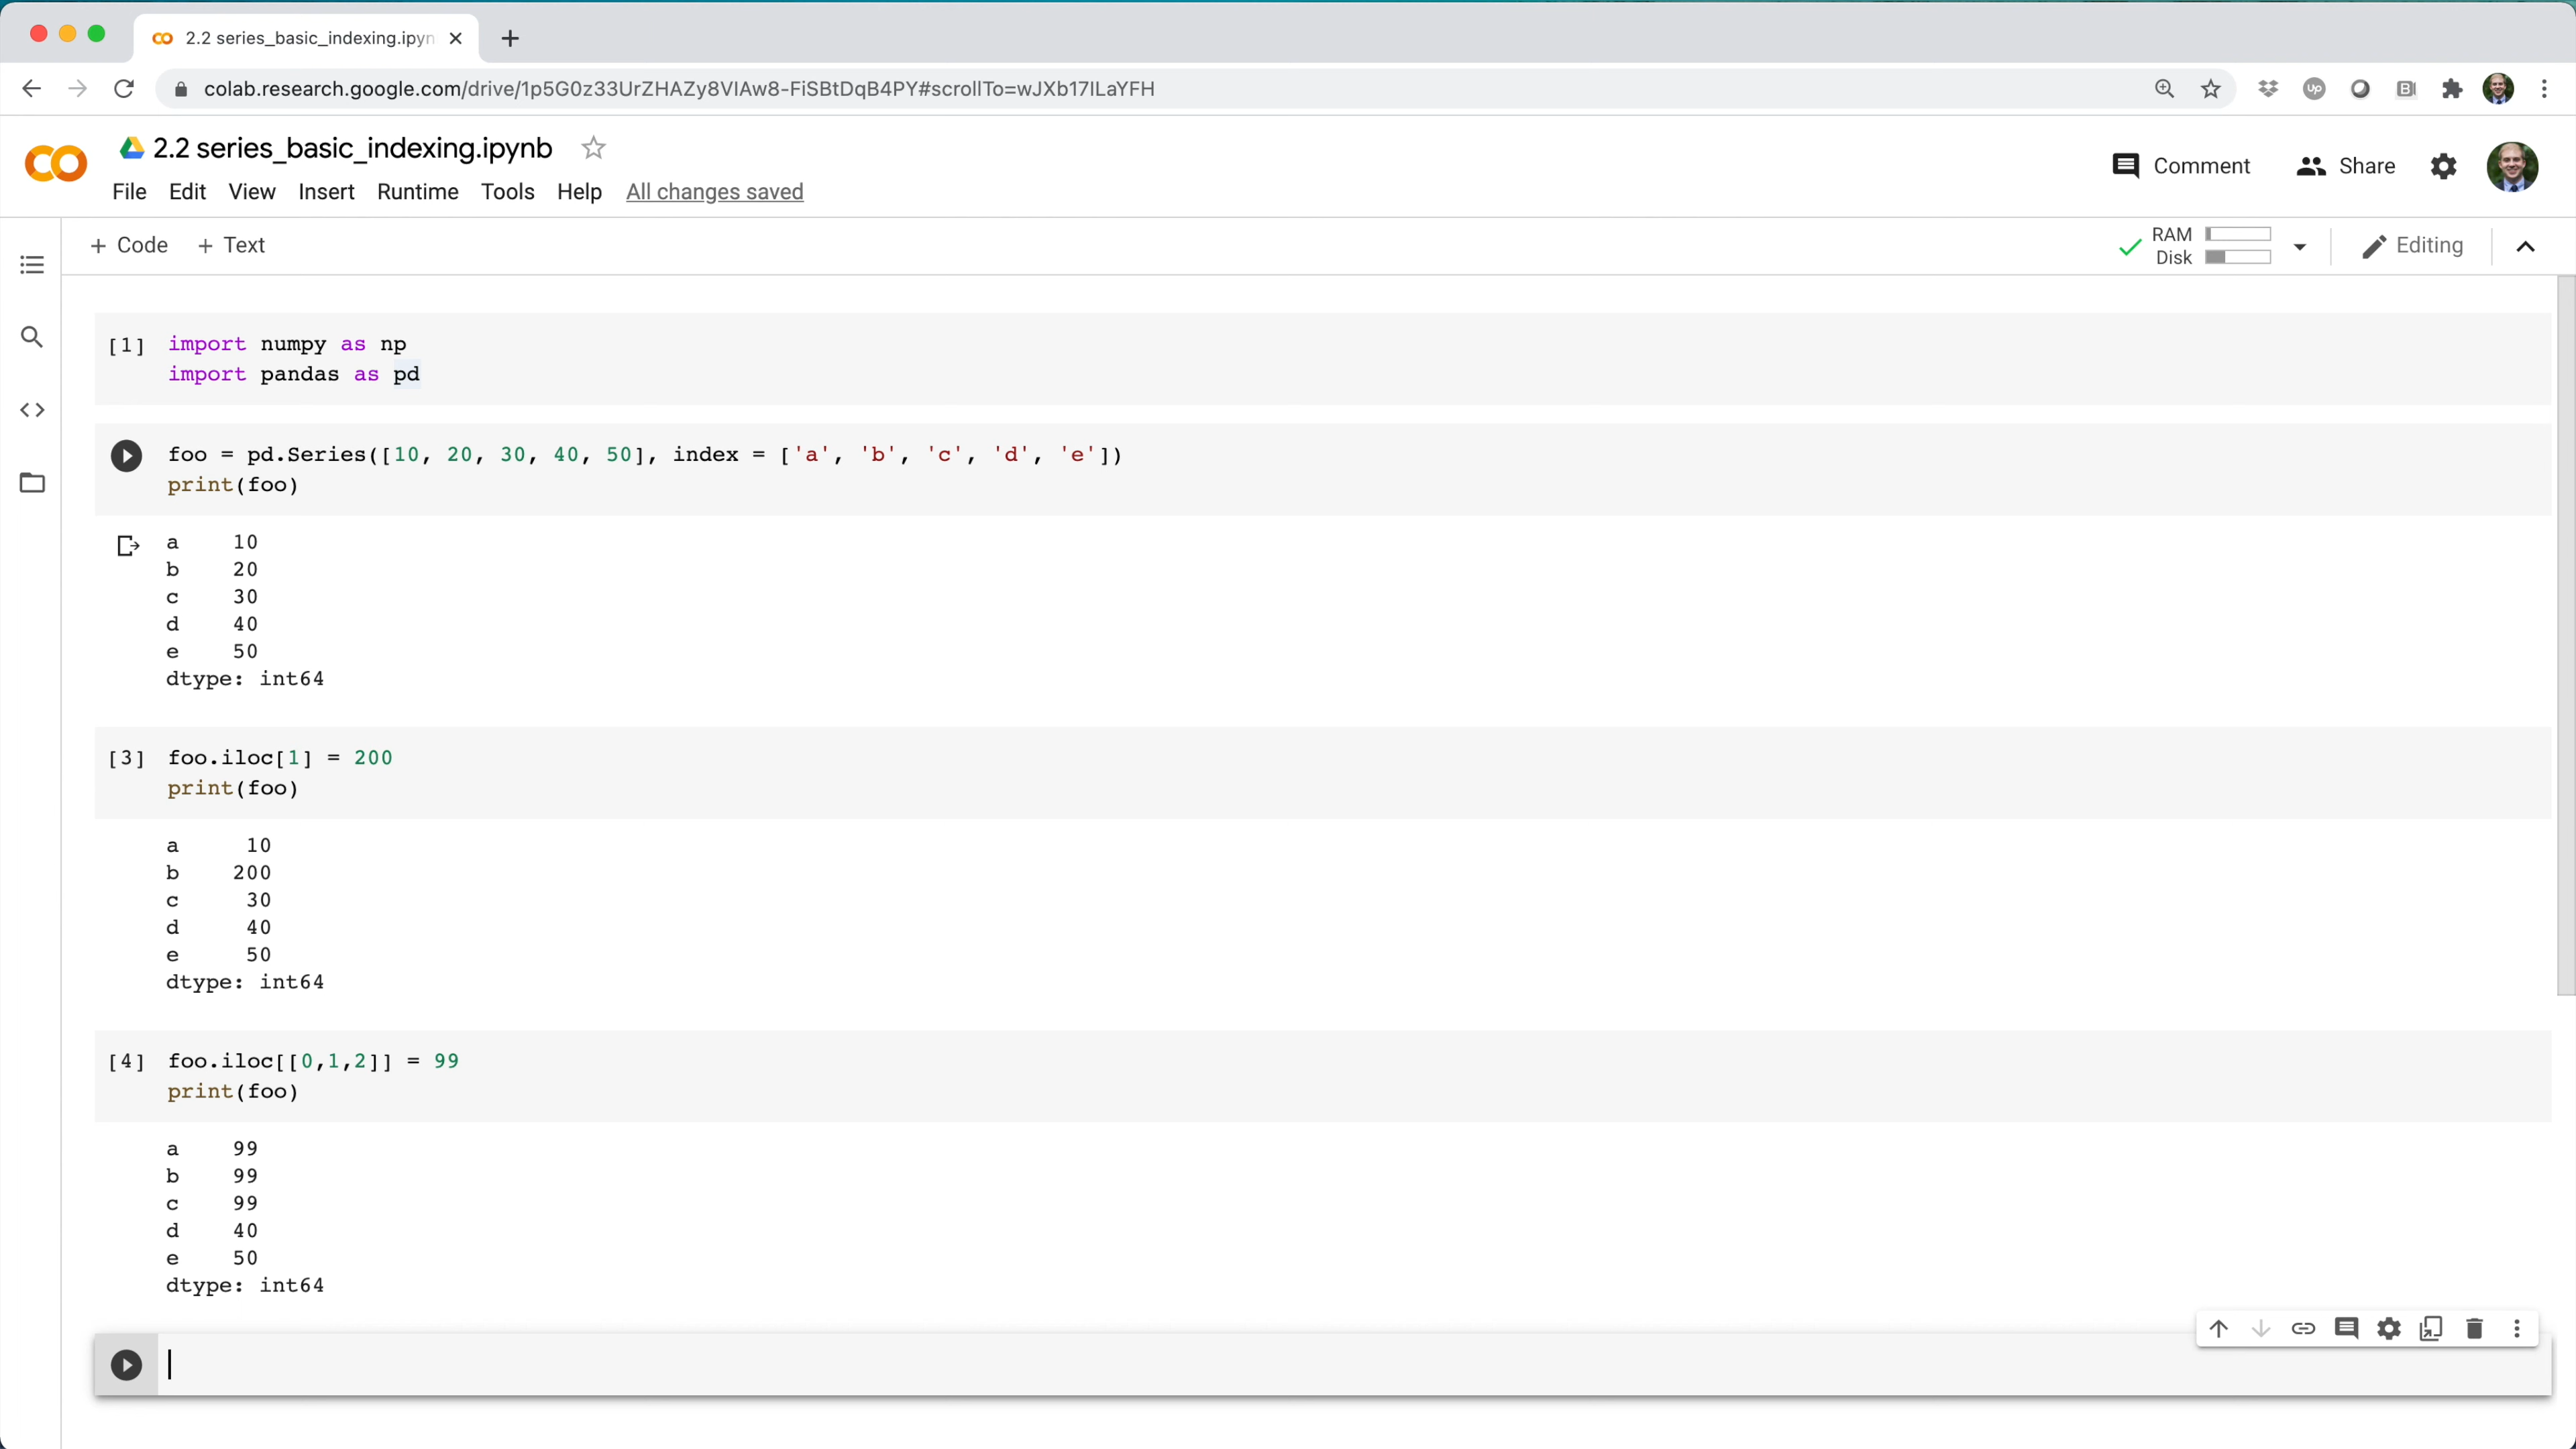 2.2 series_basic_indexing.ipyn
colab.research.google.com/drive/1p5G0z33UrZHAZy8VIAw8-FiSBtDqB4PY#scrollTo=wJXb17ILaYFH
2.2 series_basic_indexing.ipynb
Comment Share
File Edit View Insert Runtime Tools Help All changes saved
+ Code + Text
RAM
Disk
Editing
[1] import numpy as np
import pandas as pd
foo = pd.Series([10, 20, 30, 40, 50], index = ['a', 'b', 'c', 'd', 'e'])
print(foo)
a 10
b 20
c 30
d 40
e 50
dtype: int64
[3] foo.iloc[1] = 200
print(foo)
a 10
b 200
c 30
d 40
e 50
dtype: int64
[4] foo.iloc[[0,1,2]] = 99
print(foo)
a 99
b 99
c 99
d 40
e 50
dtype: int64